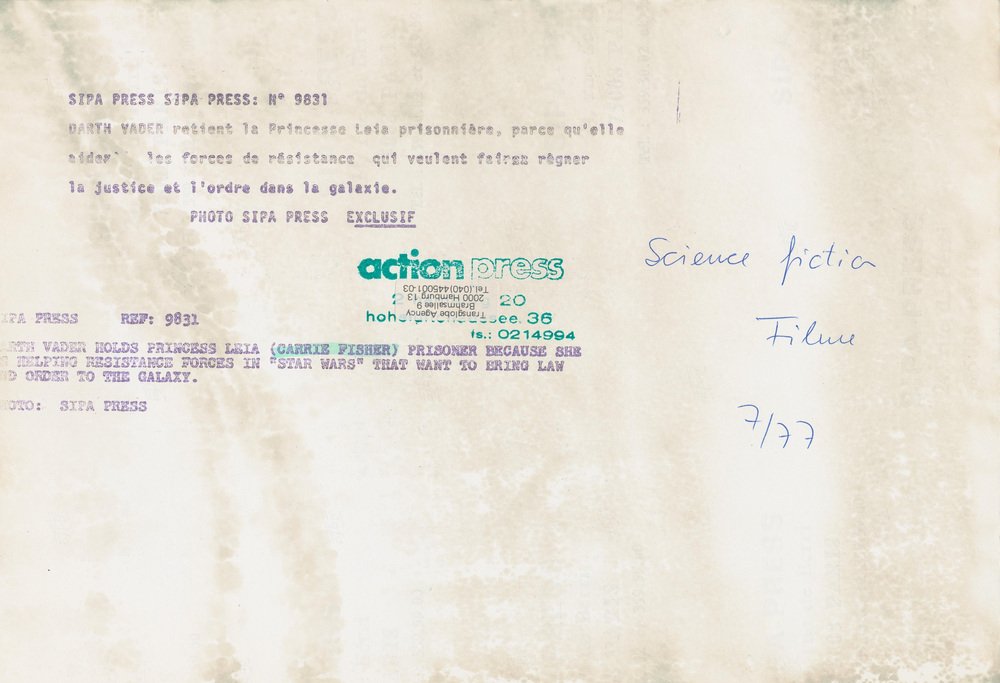 SIPA PRESS SIPA PRESS: N° 9831
DARTH VADER retient la Princesse Leia prisonnière, parce qu'elle
les forces de résistance qui veulent fairxx règner
la justice et l'ordre dans la galaxie.
PHOTO SIPA PRESS EXCLUSIF
action press
Transglobe Agency
Brahmsallee 9
2000 Hamburg 13
Tel.(040)445001-03
20
36
ts.: 0214994
Science fiction
Filme
7/77
IPA PRESS REF: 9831
RTH VADER HOLDS PRINCESS LEIA (CARRIE FISHER) PRISONER BECAUSE SHE
HELPING RESISTANCE FORCES IN "STAR WARS" THAT WANT TO BRING LAW
D ORDER TO THE GALAXY.
OTO: SIPA PRESS